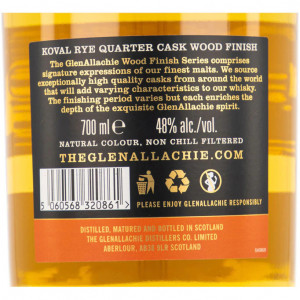 KOVAL RYE QUARTER CASK WOOD FINISH
The GlenAllachie Wood Finish Series comprises
signature expressions of our finest malts. We source
exceptionally high quality casks from around the world
that will add varying characteristics to our whisky.
The finishing period varies but each enriches the
depth of the exquisite GlenAllachie spirit.
700 ml e 48% alc./vol.
NATURAL COLOUR, NON CHILL FILTERED
THEGLENALLACHIE.COM
5 060568 320861 >
PLEASE ENJOY GLENALLACHIE RESPONSIBLY
DISTILLED, MATURED AND BOTTLED IN SCOTLAND
THE GLENALLACHIE DISTILLERS CO. LIMITED
ABERLOUR, AB38 9LR SCOTLAND